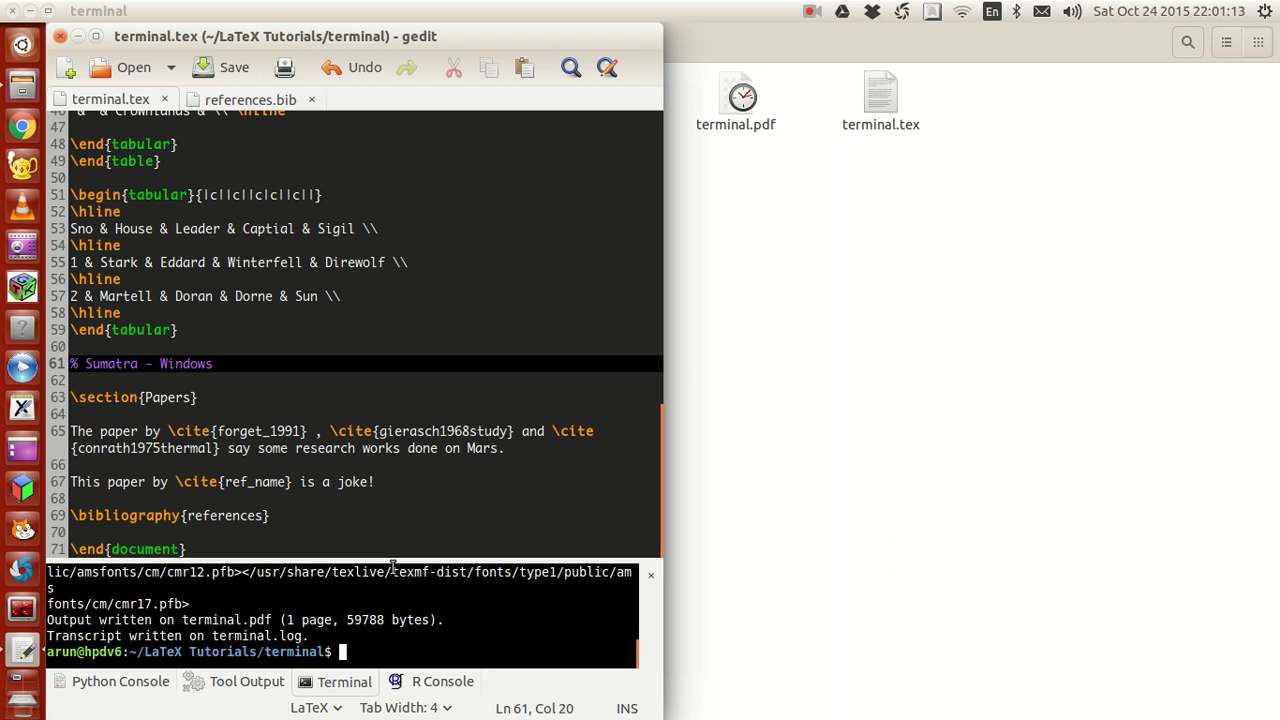 terminal
En
Sat Oct 24 2015 22:01:13
terminal.tex (~/LaTeX Tutorials/terminal) - gedit
Open
Save
Undo
terminal.tex ×
references.bib ×
& & Crownlands & \\ \hline
47
48 \end{tabular}
49 \end{table}
50
51 \begin{tabular}{|c||c||c|c||c||}
52 \hline
53 Sno & House & Leader & Captial & Sigil \\
54 \hline
55 1 & Stark & Eddard & Winterfell & Direwolf \\
56 \hline
57 2 & Martell & Doran & Dorne & Sun \\
58 \hline
59 \end{tabular}
60
61 % Sumatra - Windows
62
63 \section{Papers}
64
65 The paper by \cite{forget_1991} , \cite{gierasch1968study} and \cite
{conrath1975thermal} say some research works done on Mars.
66
67 This paper by \cite{ref_name} is a joke!
68
69 \bibliography{references}
70
71 \end{document}
lic/amsfonts/cm/cmr12.pfb></usr/share/texlive/texmf-dist/fonts/type1/public/am
s
fonts/cm/cmr17.pfb>
Output written on terminal.pdf (1 page, 59788 bytes).
Transcript written on terminal.log.
arun@hpdv6:~/LaTeX Tutorials/terminal$
Python Console
Tool Output
Terminal
R Console
LaTeX
Tab Width: 4
Ln 61, Col 20
INS
terminal.pdf
terminal.tex